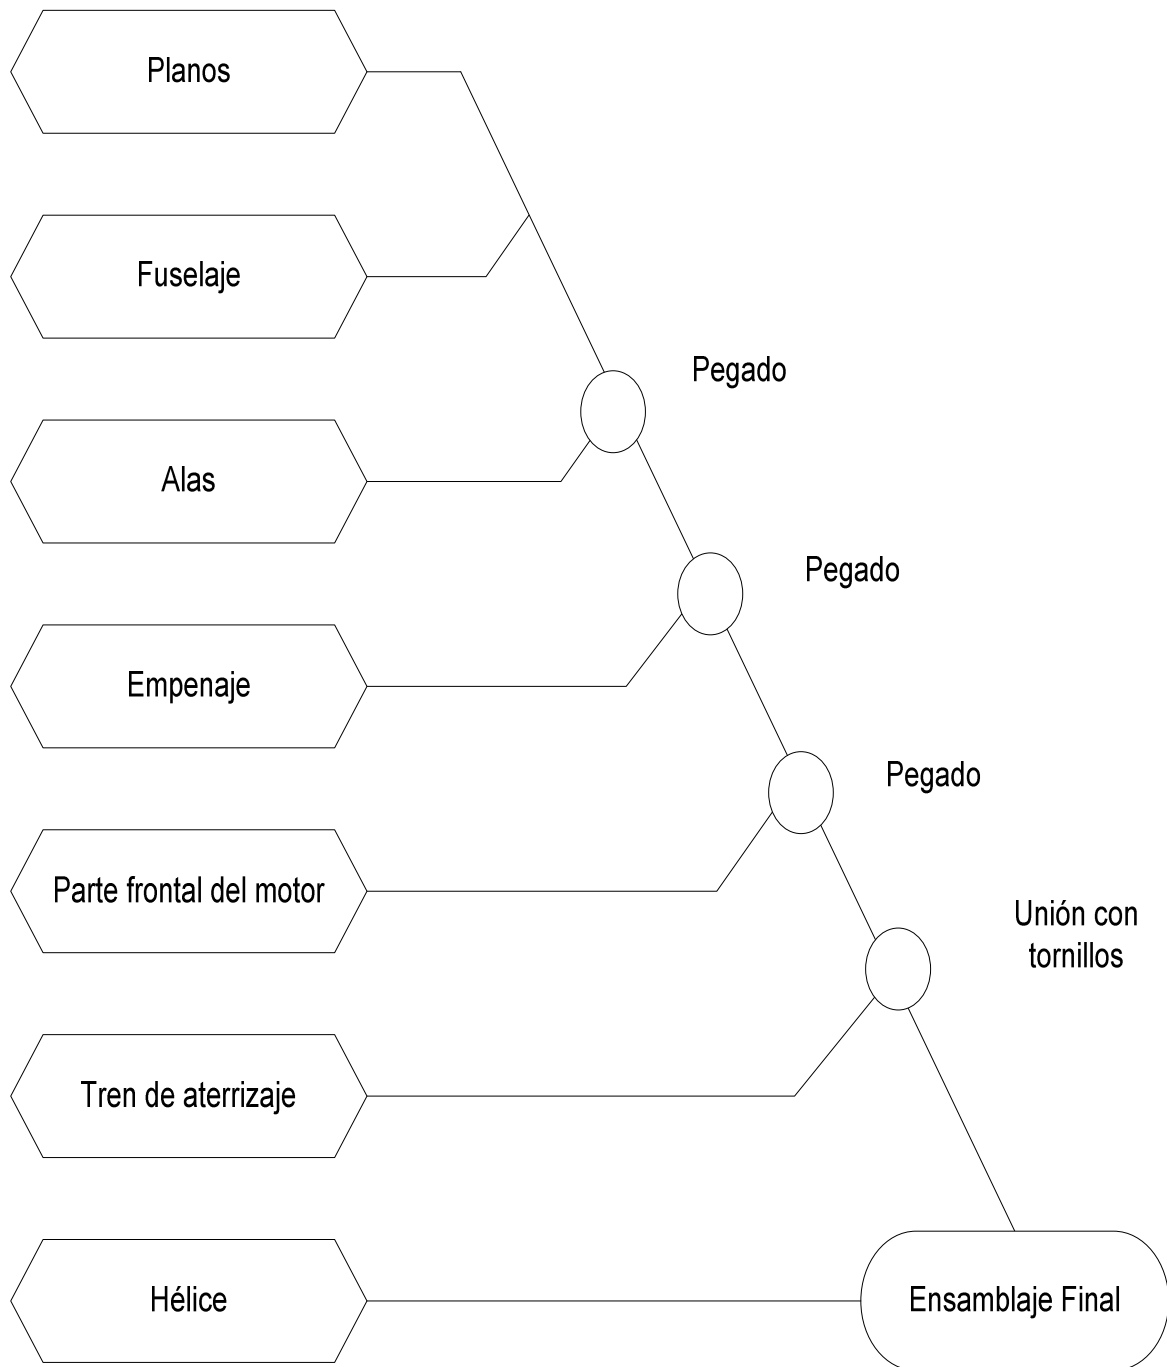 Planos
Fuselaje
Pegado
Alas
Pegado
Empenaje
Pegado
Parte frontal del motor
Unión con
tornillos
Tren de aterrizaje
Hélice
Ensamblaje Final